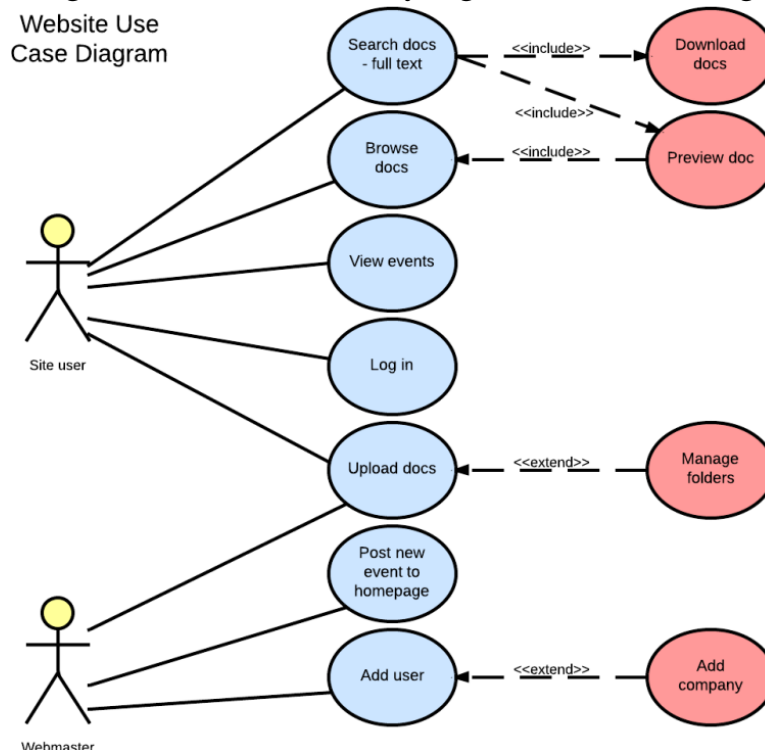 Website Use
Case Diagram
Search docs
- full text
<<include>>
Download
docs
<<include>>
Browse
docs
<<include>>
Preview doc
View events
Site user
Log in
Upload docs
<<extend>>
Manage
folders
Post new
event to
homepage
Add user
<<extend>>
Add
company
Webmaster